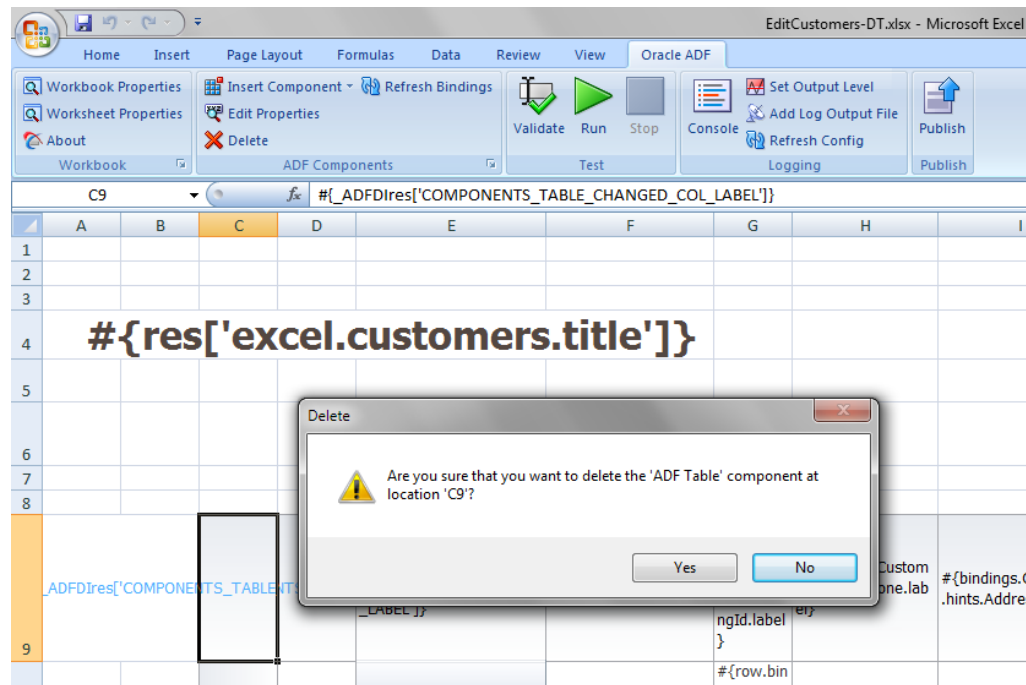 EditCustomers-DT.xlsx - Microsoft Excel
Home Insert Page Layout Formulas Data Review View Oracle ADF
Workbook Properties Insert Component Refresh Bindings Set Output Level
Worksheet Properties Edit Properties Validate Run Stop Console Add Log Output File Publish
About Delete Refresh Config
Workbook ADF Components Test Logging Publish
C9 fx #{_ADFDIres['COMPONENTS_TABLE_CHANGED_COL_LABEL']}
A B C D E F G H I
1
2
3
4 #{res['excel.customers.title']}
5
6
7
8
Delete
X
Are you sure that you want to delete the 'ADF Table' component at
location 'C9'?
Yes No
Custom
one.lab
el}
#{bindings.
.hints.Addre
_ADFDIres['COMPONENTS_TABLE
_LABEL']}
ngId.label
}
9
#{row.bin